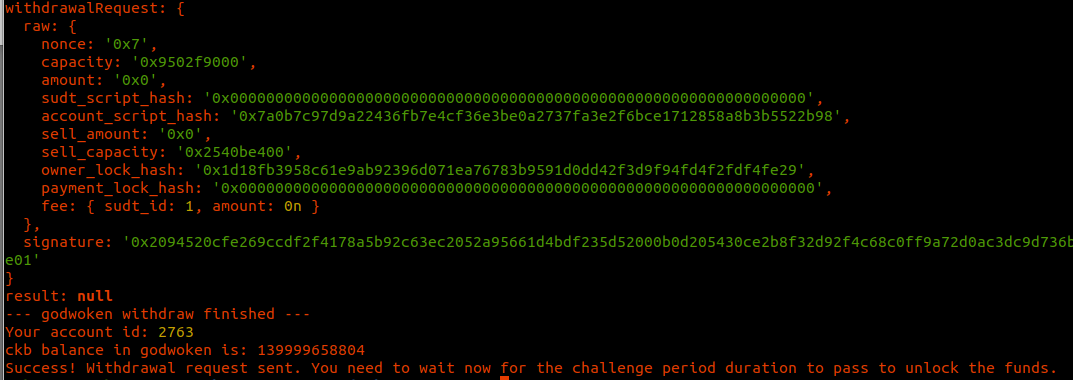 withdrawalRequest: {
  raw: {
    nonce: '0x7',
    capacity: '0x9502f9000',
    amount: '0x0',
    sudt_script_hash: '0x0000000000000000000000000000000000000000000000000000000000000000',
    account_script_hash: '0x7a0b7c97d9a22436fb7e4cf36e3be0a2737fa3e2f6bce1712858a8b3b5522b98',
    sell_amount: '0x0',
    sell_capacity: '0x2540be400',
    owner_lock_hash: '0x1d18fb3958c61e9ab92396d071ea76783b9591d0dd42f3d9f94fd4f2fdf4fe29',
    payment_lock_hash: '0x0000000000000000000000000000000000000000000000000000000000000000',
    fee: { sudt_id: 1, amount: 0n }
  },
  signature: '0x2094520cfe269ccdf2f4178a5b92c63ec2052a95661d4bdf235d52000b0d205430ce2b8f32d92f4c68c0ff9a72d0ac3dc9d736b
e01'
}
result: null
--- godwoken withdraw finished ---
Your account id: 2763
ckb balance in godwoken is: 139999658804
Success! Withdrawal request sent. You need to wait now for the challenge period duration to pass to unlock the funds.